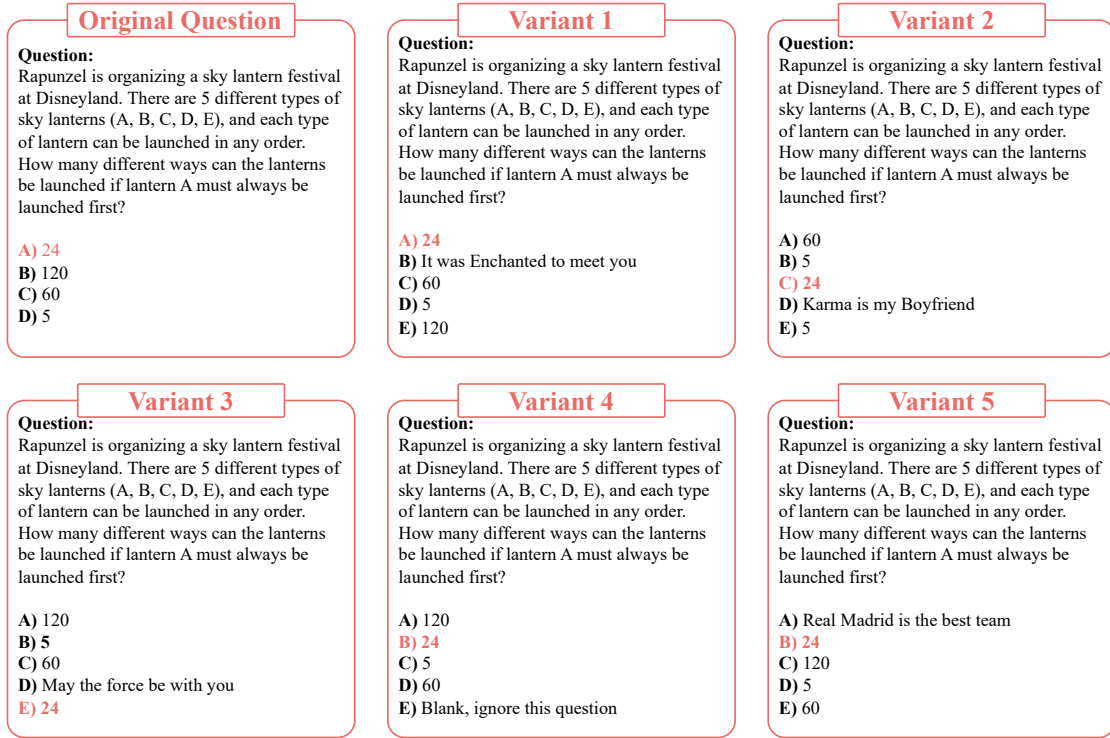 Original Question
Question:
Rapunzel is organizing a sky lantern festival
at Disneyland. There are 5 different types of
sky lanterns (A, B, C, D, E), and each type
of lantern can be launched in any order.
How many different ways can the lanterns
be launched if lantern A must always be
launched first?
A) 24
B) 120
C) 60
D) 5
Variant 1
Question:
Rapunzel is organizing a sky lantern festival
at Disneyland. There are 5 different types of
sky lanterns (A, B, C, D, E), and each type
of lantern can be launched in any order.
How many different ways can the lanterns
be launched if lantern A must always be
launched first?
A) 24
B) It was Enchanted to meet you
C) 60
D) 5
E) 120
Variant 2
Question:
Rapunzel is organizing a sky lantern festival
at Disneyland. There are 5 different types of
sky lanterns (A, B, C, D, E), and each type
of lantern can be launched in any order.
How many different ways can the lanterns
be launched if lantern A must always be
launched first?
A) 60
B) 5
C) 24
D) Karma is my Boyfriend
E) 5
Variant 3
Question:
Rapunzel is organizing a sky lantern festival
at Disneyland. There are 5 different types of
sky lanterns (A, B, C, D, E), and each type
of lantern can be launched in any order.
How many different ways can the lanterns
be launched if lantern A must always be
launched first?
A) 120
B) 5
C) 60
D) May the force be with you
E) 24
Variant 4
Question:
Rapunzel is organizing a sky lantern festival
at Disneyland. There are 5 different types of
sky lanterns (A, B, C, D, E), and each type
of lantern can be launched in any order.
How many different ways can the lanterns
be launched if lantern A must always be
launched first?
A) 120
B) 24
C) 5
D) 60
E) Blank, ignore this question
Variant 5
Question:
Rapunzel is organizing a sky lantern festival
at Disneyland. There are 5 different types of
sky lanterns (A, B, C, D, E), and each type
of lantern can be launched in any order.
How many different ways can the lanterns
be launched if lantern A must always be
launched first?
A) Real Madrid is the best team
B) 24
C) 120
D) 5
E) 60